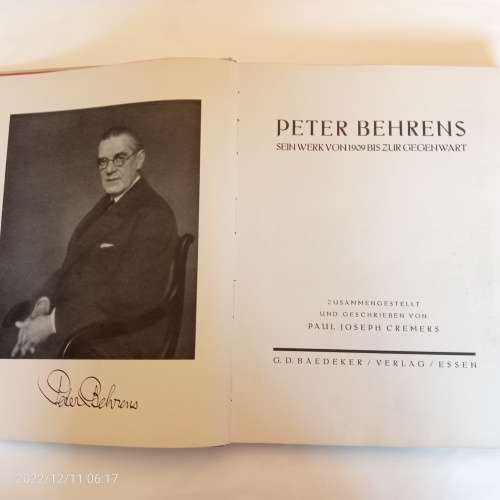 PETER BEHRENS
SEIN WERK VON 1909 BIS ZUR GEGENWART
ZUSAMMENGESTELLT
UND GESCHRIEBEN VON
PAUL JOSEPH CREMERS
G. D. BAEDEKER / VERLAG / ESSEN
Peter Behrens
2022/12/11 06:17